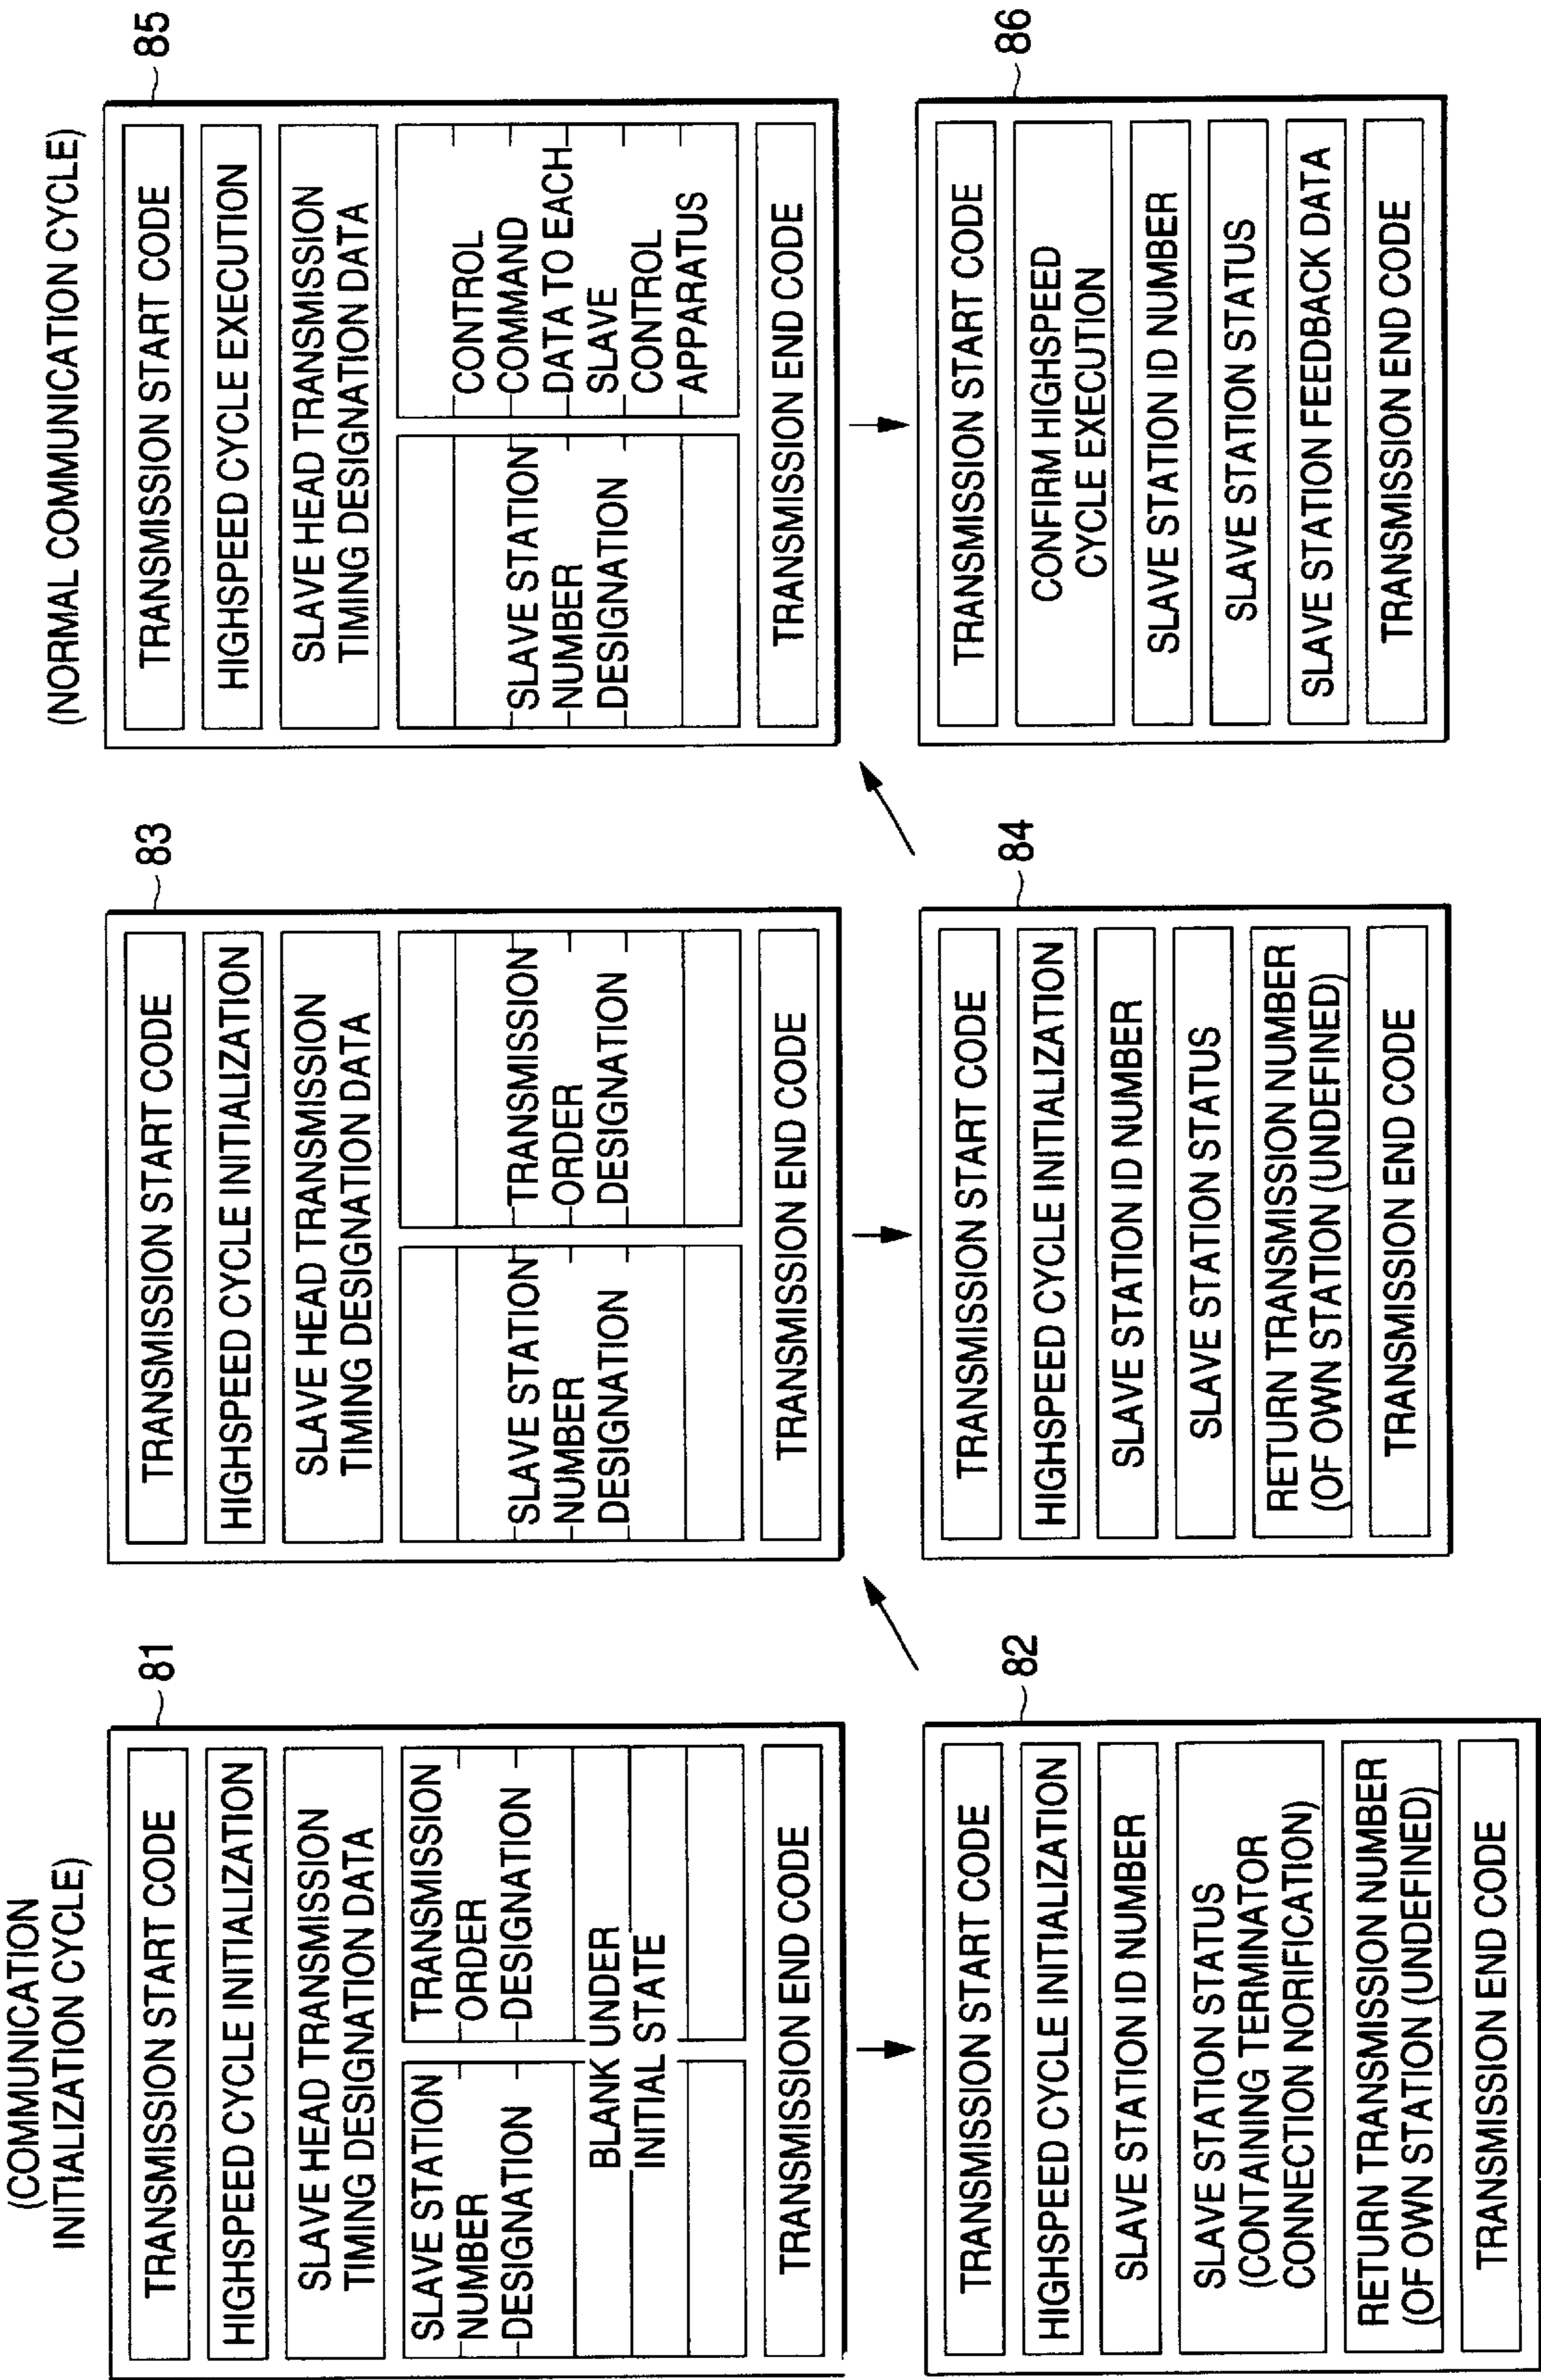 (COMMUNICATION
INITIALIZATION CYCLE)
81
TRANSMISSION START CODE
HIGHSPEED CYCLE INITIALIZATION
SLAVE HEAD TRANSMISSION
TIMING DESIGNATION DATA
SLAVE STATION
NUMBER
DESIGNATION
TRANSMISSION
ORDER
DESIGNATION
BLANK UNDER
INITIAL STATE
TRANSMISSION END CODE
82
TRANSMISSION START CODE
HIGHSPEED CYCLE INITIALIZATION
SLAVE STATION ID NUMBER
SLAVE STATION STATUS
(CONTAINING TERMINATOR
CONNECTION NORIFICATION)
RETURN TRANSMISSION NUMBER
(OF OWN STATION (UNDEFINED)
TRANSMISSION END CODE
83
TRANSMISSION START CODE
HIGHSPEED CYCLE INITIALIZATION
SLAVE HEAD TRANSMISSION
TIMING DESIGNATION DATA
SLAVE STATION
NUMBER
DESIGNATION
TRANSMISSION
ORDER
DESIGNATION
TRANSMISSION END CODE
84
TRANSMISSION START CODE
HIGHSPEED CYCLE INITIALIZATION
SLAVE STATION ID NUMBER
SLAVE STATION STATUS
RETURN TRANSMISSION NUMBER
(OF OWN STATION (UNDEFINED)
TRANSMISSION END CODE
(NORMAL COMMUNICATION CYCLE)
85
TRANSMISSION START CODE
HIGHSPEED CYCLE EXECUTION
SLAVE HEAD TRANSMISSION
TIMING DESIGNATION DATA
SLAVE STATION
NUMBER
DESIGNATION
CONTROL
COMMAND
DATA TO EACH
SLAVE
CONTROL
APPARATUS
TRANSMISSION END CODE
86
TRANSMISSION START CODE
CONFIRM HIGHSPEED
CYCLE EXECUTION
SLAVE STATION ID NUMBER
SLAVE STATION STATUS
SLAVE STATION FEEDBACK DATA
TRANSMISSION END CODE